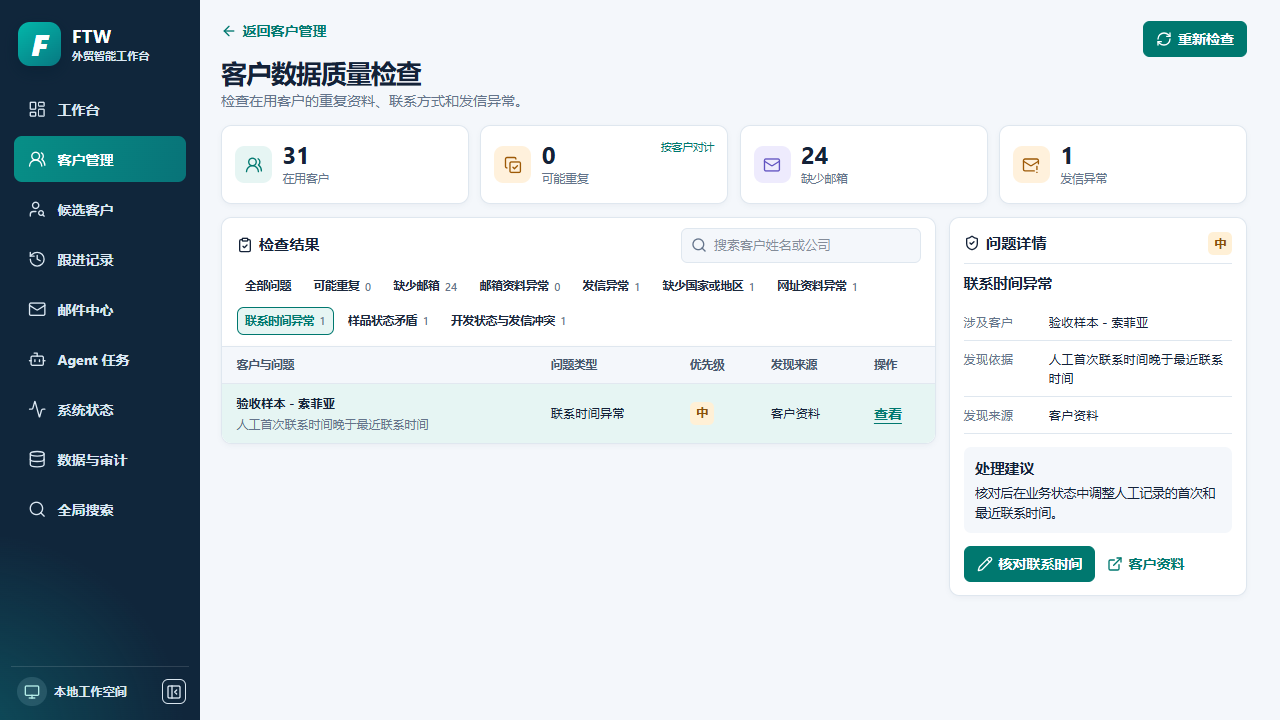 F
FTW
外贸智能工作台
工作台
客户管理
候选客户
跟进记录
邮件中心
Agent 任务
系统状态
数据与审计
全局搜索
本地工作空间
返回客户管理
重新检查
客户数据质量检查
检查在用客户的重复资料、联系方式和发信异常。
31
在用客户
0
可能重复
按客户对计
24
缺少邮箱
1
发信异常
检查结果
搜索客户姓名或公司
全部问题 可能重复 0 缺少邮箱 24 邮箱资料异常 0 发信异常 1 缺少国家或地区 1 网址资料异常 1
联系时间异常 1 样品状态矛盾 1 开发状态与发信冲突 1
客户与问题 问题类型 优先级 发现来源 操作
验收样本 - 索菲亚
人工首次联系时间晚于最近联系时间
联系时间异常 中 客户资料 查看
问题详情 中
联系时间异常
涉及客户 验收样本 - 索菲亚
发现依据 人工首次联系时间晚于最近联系
时间
发现来源 客户资料
处理建议
核对后在业务状态中调整人工记录的首次和
最近联系时间。
核对联系时间 客户资料